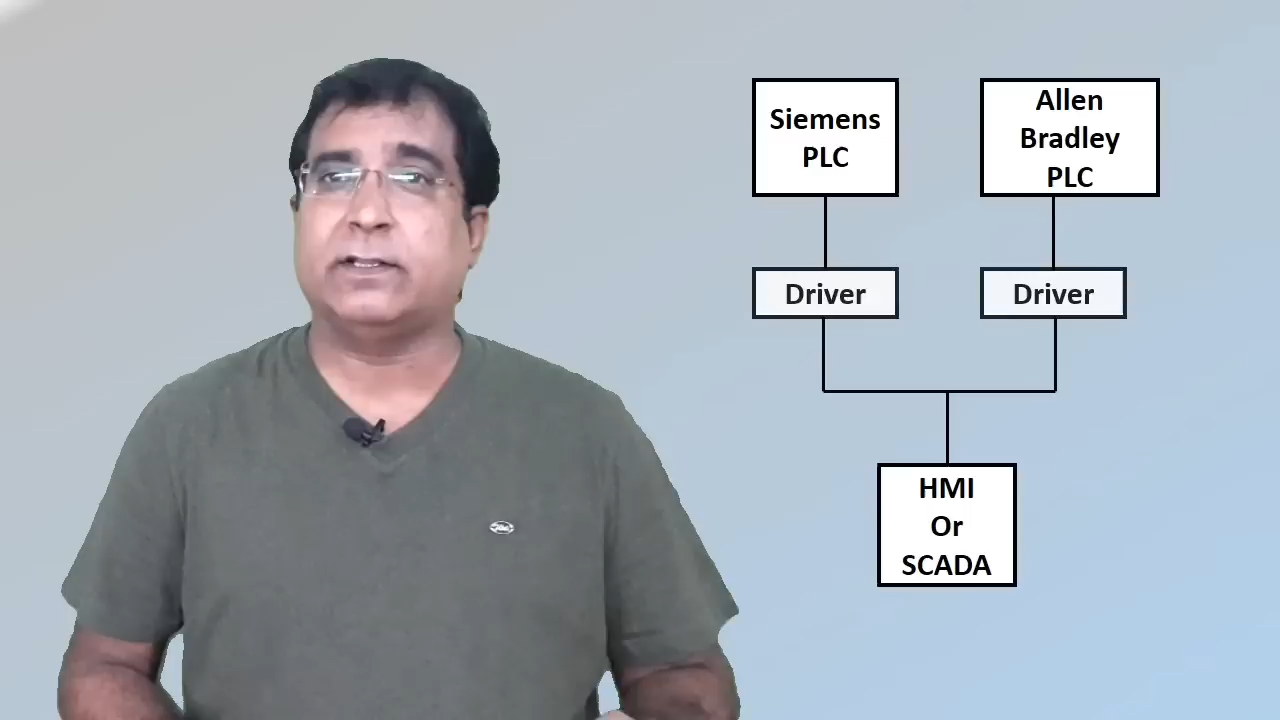 Siemens
PLC
Allen
Bradley
PLC
Driver
Driver
HMI
Or
SCADA